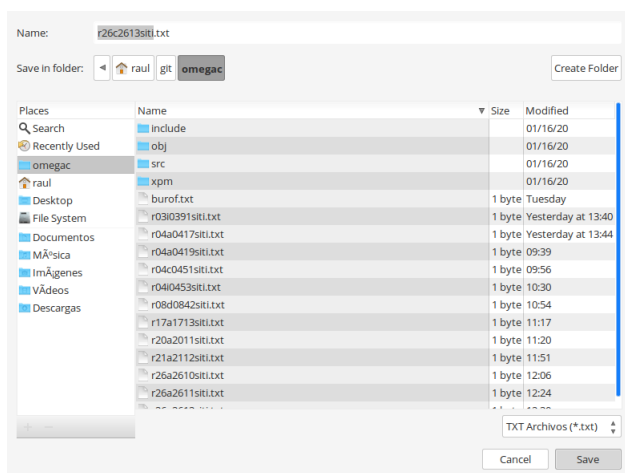 Name: r26c2613siti.txt
Save in folder: raul git omegac Create Folder
Places Name Size Modified
Search include 01/16/20
Recently Used obj 01/16/20
omegac src 01/16/20
raul xpm 01/16/20
Desktop burof.txt 1 byte Tuesday
File System r03i0391siti.txt 1 byte Yesterday at 13:40
r04a0417siti.txt 1 byte Yesterday at 13:44
Documentos r04a0419siti.txt 1 byte 09:39
MÃºsica r04c0451siti.txt 1 byte 09:56
ImÃ¡genes r04i0453siti.txt 1 byte 10:30
VÃ­deos r08d0842siti.txt 1 byte 10:54
Descargas r17a1713siti.txt 1 byte 11:17
r20a2011siti.txt 1 byte 11:20
r21a2112siti.txt 1 byte 11:51
r26a2610siti.txt 1 byte 12:06
r26a2611siti.txt 1 byte 12:24
TXT Archivos (*.txt)
Cancel Save